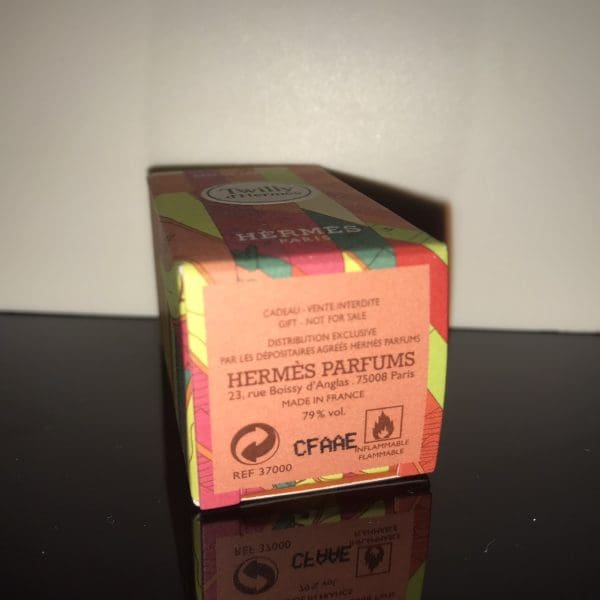 Twilly
d'Hermès
HERMÈS
PARIS
CADEAU - VENTE INTERDITE
GIFT - NOT FOR SALE
DISTRIBUTION EXCLUSIVE
PAR LES DÉPOSITAIRES AGRÉÉS HERMÈS PARFUMS
HERMÈS PARFUMS
23, rue Boissy d'Anglas . 75008 Paris
MADE IN FRANCE
79% vol.
CFAAE
REF 37000
INFLAMMABLE
FLAMMABLE